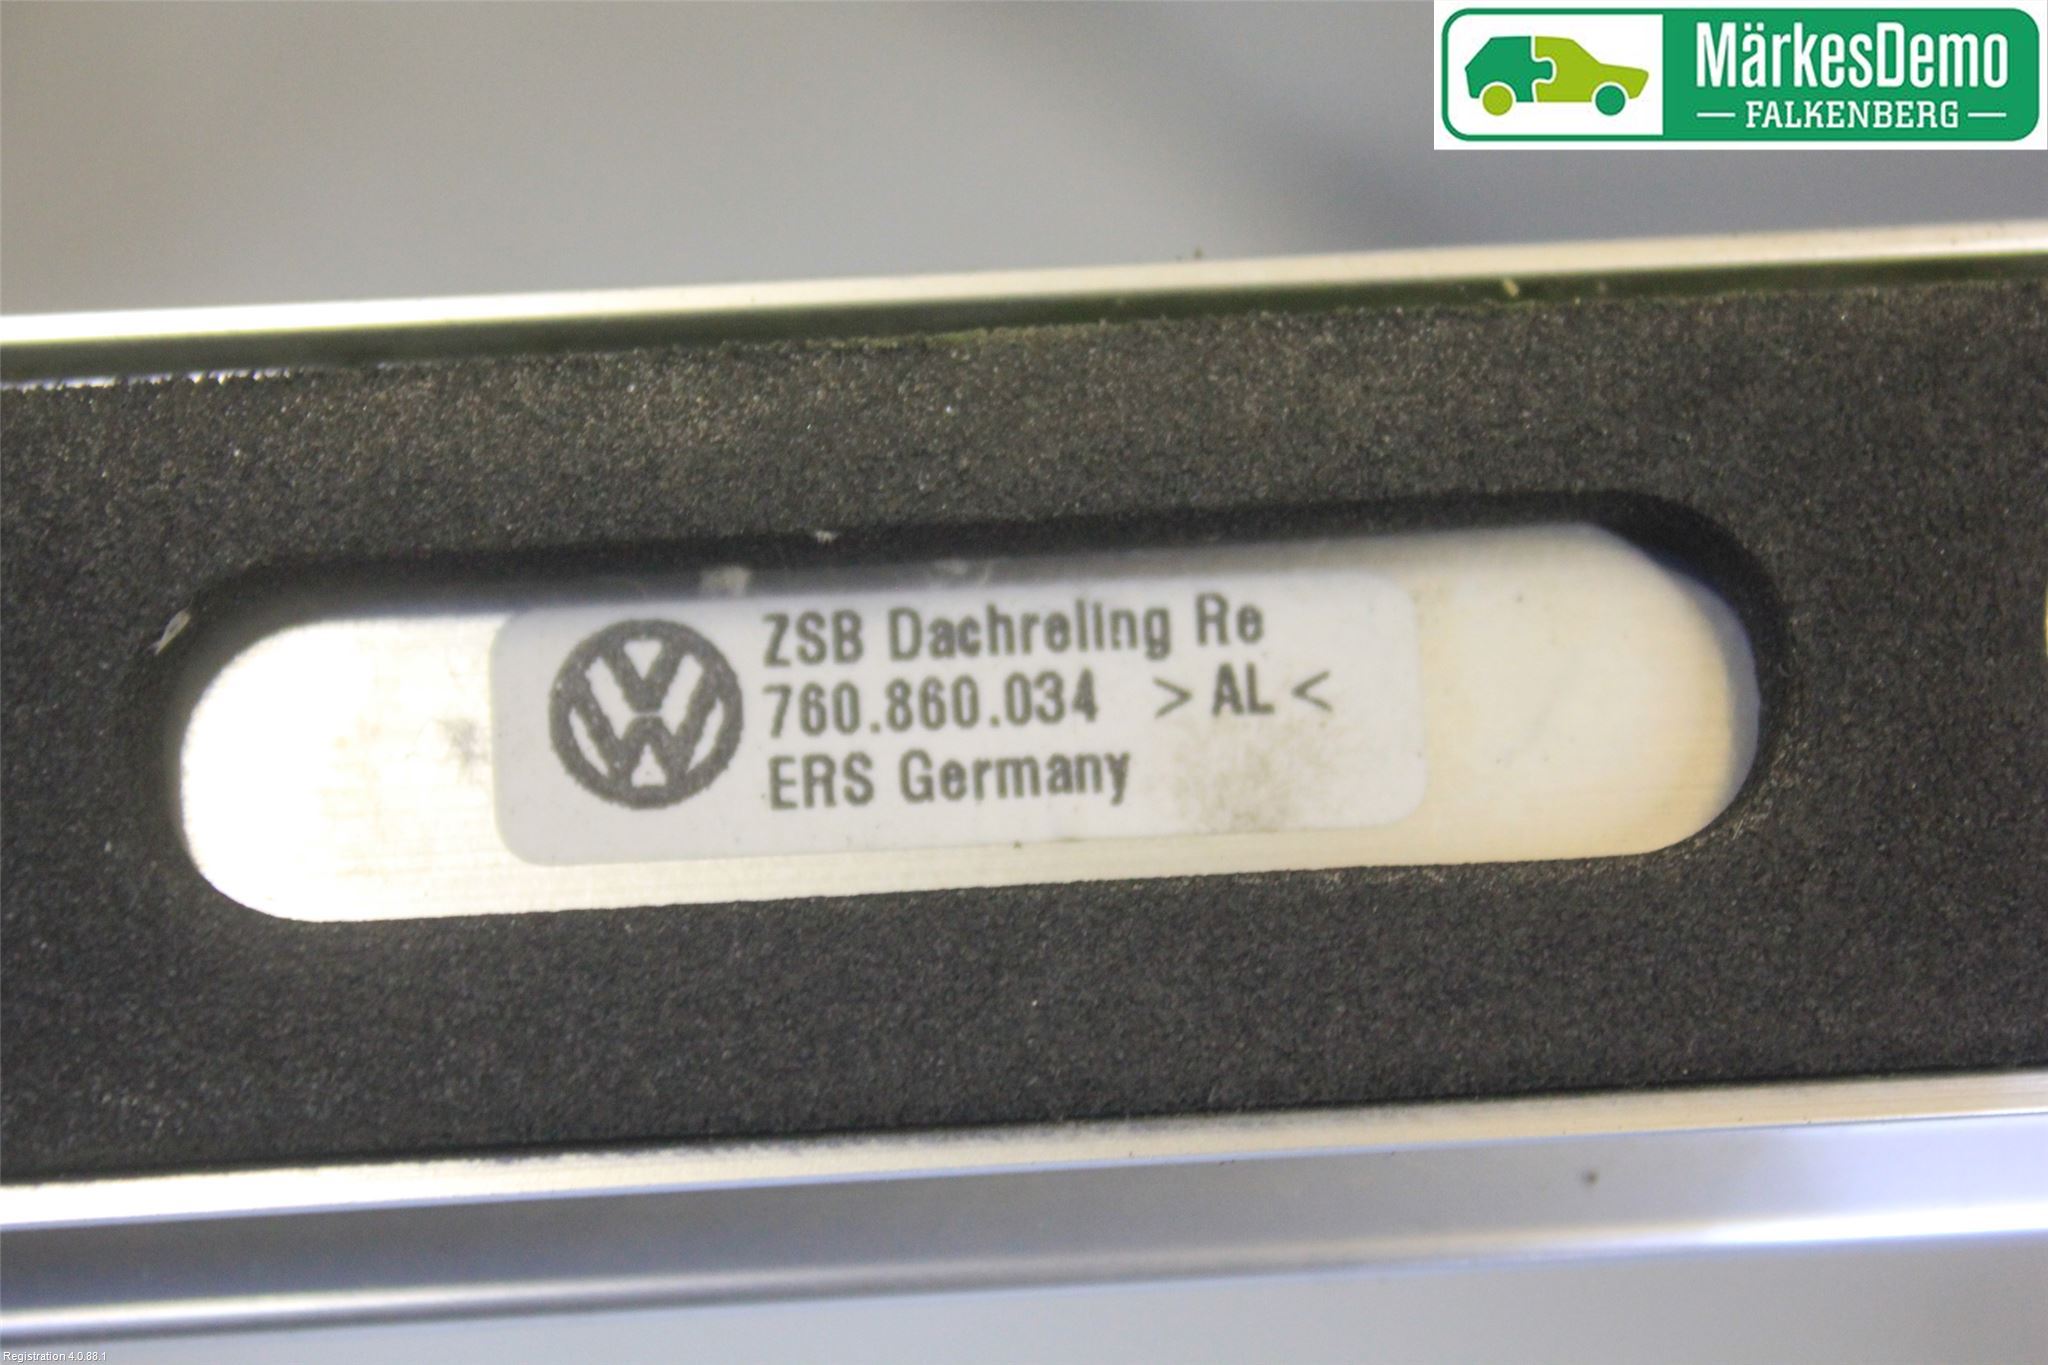 MärkesDemo
FALKENBERG
ZSB Dachreling Re
760.860.034 > AL <
ERS Germany
Registration 4.0.88.1